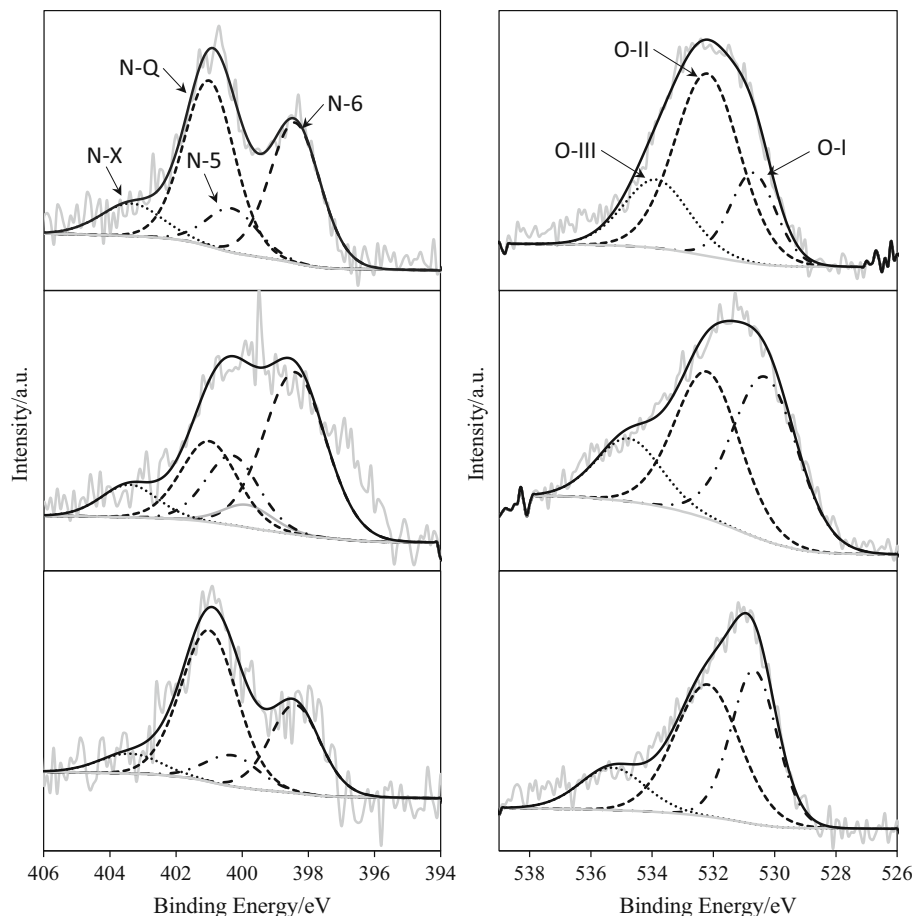 N-Q
N-6
N-X
N-5
O-II
O-III
O-I
Intensity/a.u.
Intensity/a.u.
406 404 402 400 398 396 394
Binding Energy/eV
538 536 534 532 530 528 526
Binding Energy/eV